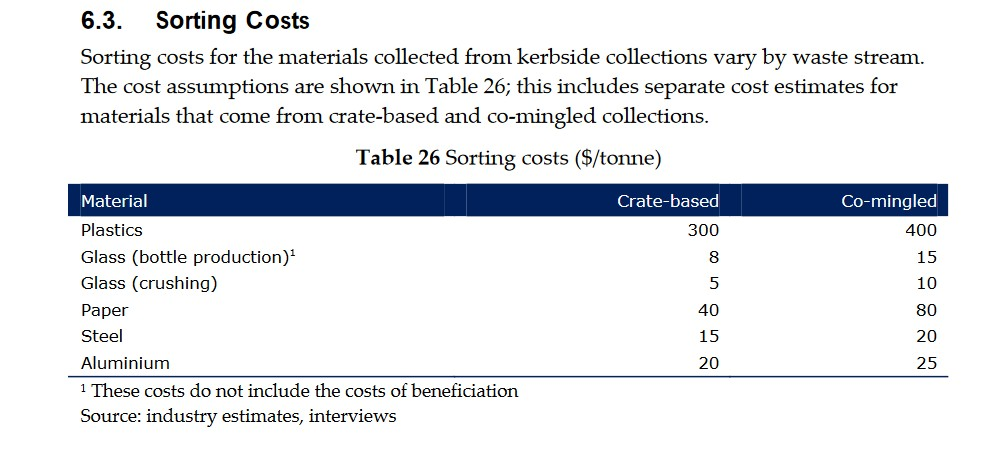 6.3. Sorting Costs
Sorting costs for the materials collected from kerbside collections vary by waste stream.
The cost assumptions are shown in Table 26; this includes separate cost estimates for
materials that come from crate-based and co-mingled collections.
Table 26 Sorting costs ($/tonne)
Material Crate-based Co-mingled
Plastics 300 400
Glass (bottle production)¹ 8 15
Glass (crushing) 5 10
Paper 40 80
Steel 15 20
Aluminium 20 25
¹ These costs do not include the costs of beneficiation
Source: industry estimates, interviews